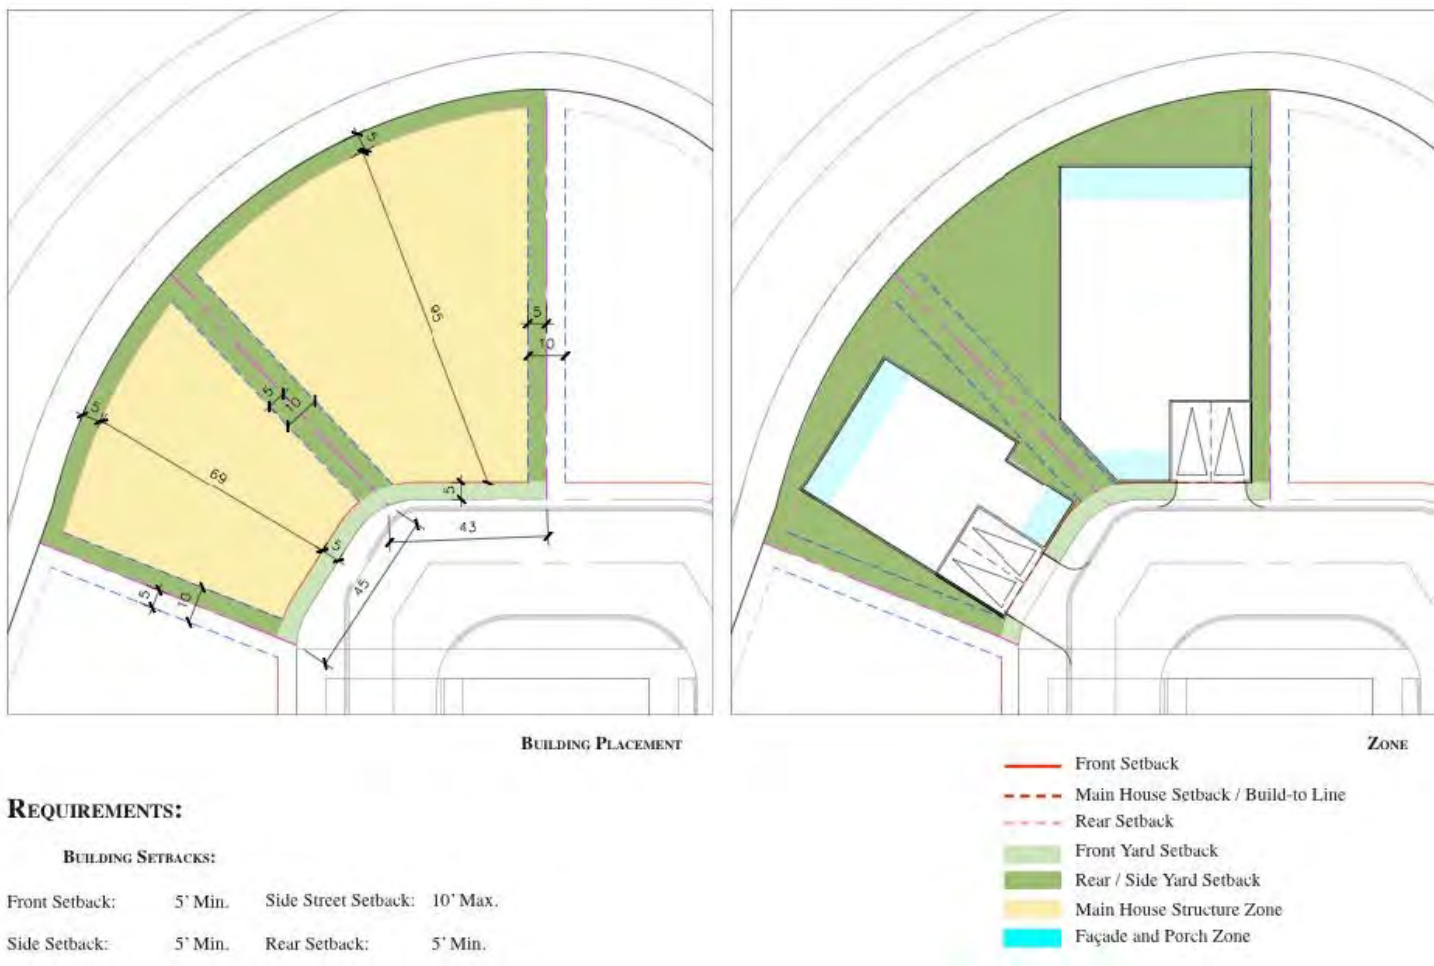 5
95
5
10
5
10
5
69
5
43
5
45
5
10
BUILDING PLACEMENT
ZONE
Front Setback
Main House Setback / Build-to Line
Rear Setback
Front Yard Setback
Rear / Side Yard Setback
Main House Structure Zone
Façade and Porch Zone
REQUIREMENTS:
BUILDING SETBACKS:
Front Setback: 5' Min. Side Street Setback: 10' Max.
Side Setback: 5' Min. Rear Setback: 5' Min.